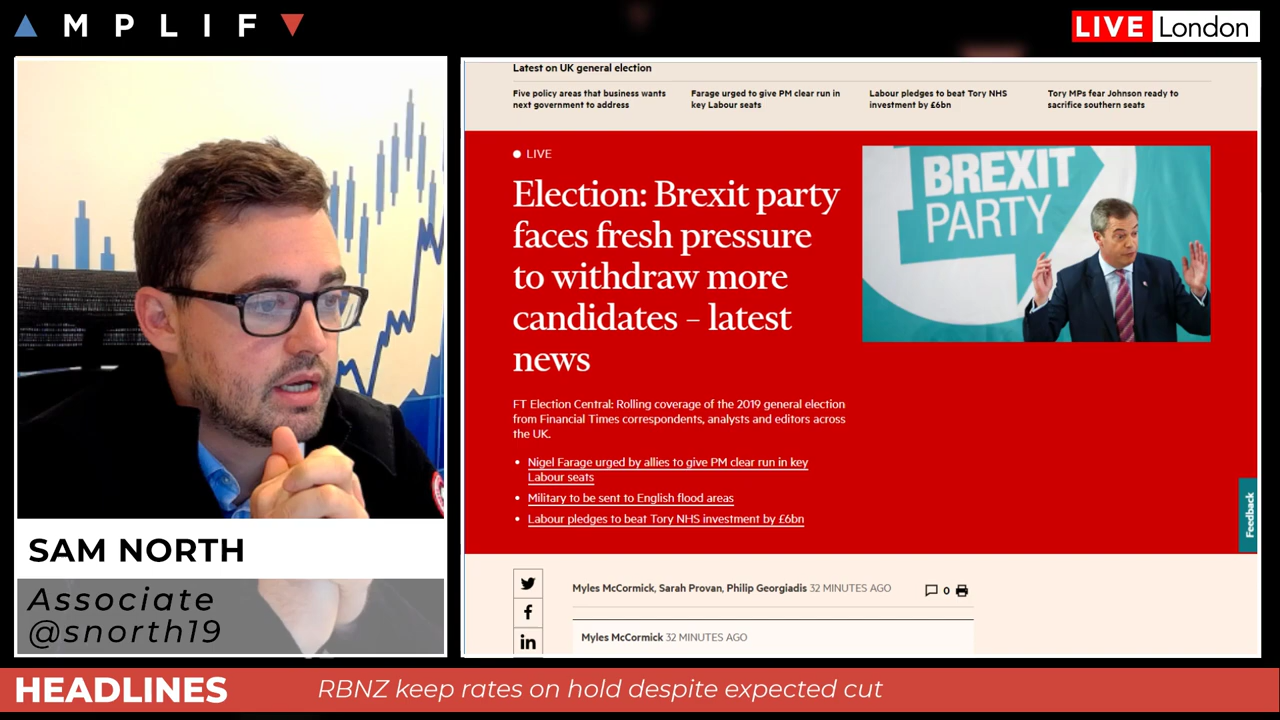 AMPLIFY
LIVE London
Latest on UK general election
Five policy areas that business wants
next government to address
Farage urged to give PM clear run in
key Labour seats
Labour pledges to beat Tory NHS
investment by £6bn
Tory MPs fear Johnson ready to
sacrifice southern seats
LIVE
Election: Brexit party
faces fresh pressure
to withdraw more
candidates – latest
news
BREXIT
PARTY
FT Election Central: Rolling coverage of the 2019 general election
from Financial Times correspondents, analysts and editors across
the UK.
• Nigel Farage urged by allies to give PM clear run in key
Labour seats
• Military to be sent to English flood areas
• Labour pledges to beat Tory NHS investment by £6bn
Feedback
Myles McCormick, Sarah Provan, Philip Georgiadis 32 MINUTES AGO
0
Myles McCormick 32 MINUTES AGO
in
SAM NORTH
Associate
@snorth19
HEADLINES
RBNZ keep rates on hold despite expected cut